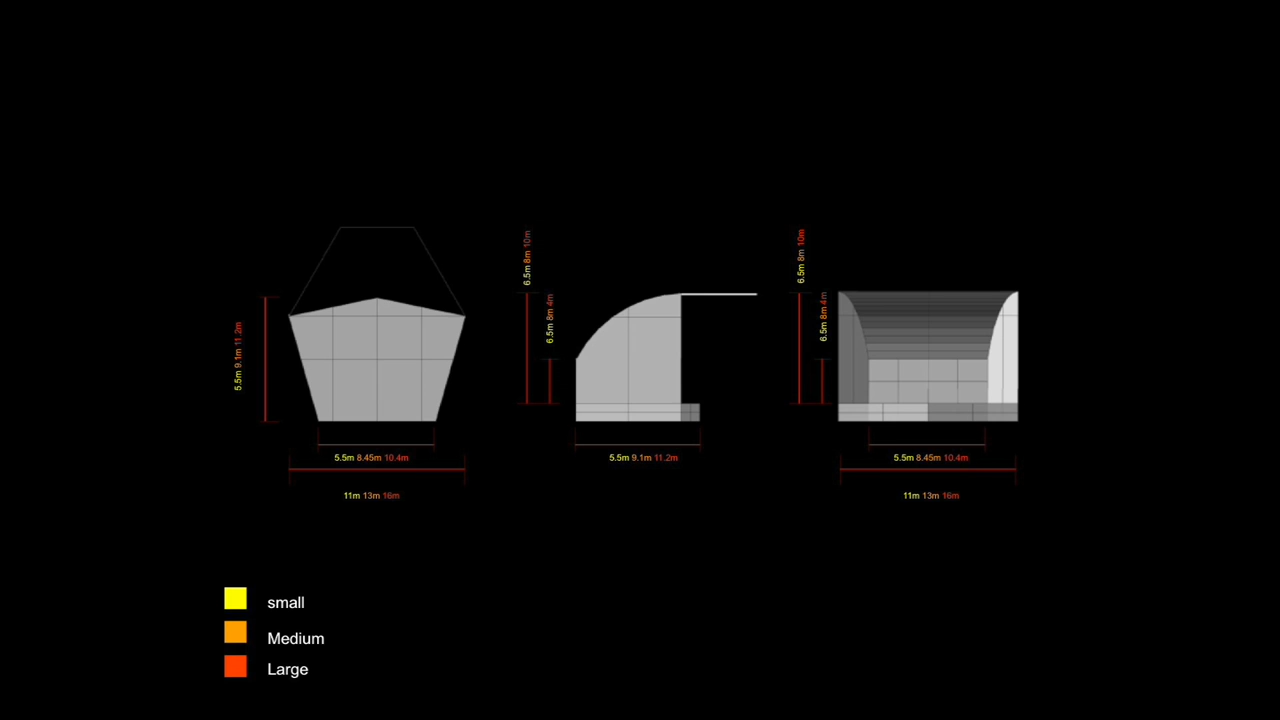 5.5m 9.1m 11.2m
5.5m 8.45m 10.4m
11m 13m 16m
6.5m 8m 10m
6.5m 8m 4m
5.5m 9.1m 11.2m
6.5m 8m 10m
6.5m 8m 4m
5.5m 8.45m 10.4m
11m 13m 16m
small
Medium
Large